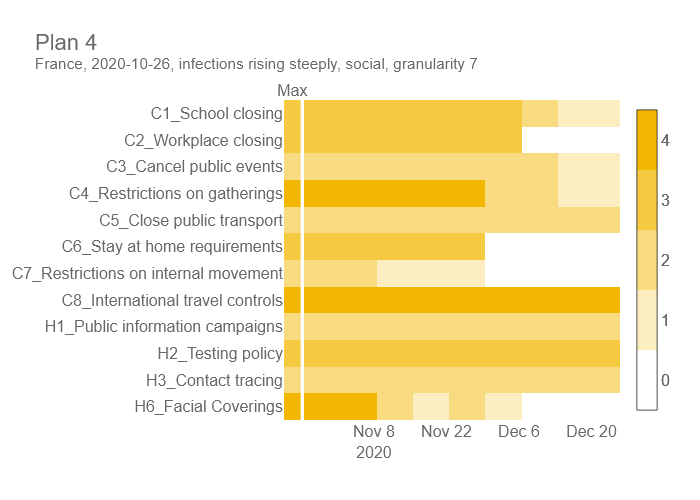 Plan 4
France, 2020-10-26, infections rising steeply, social, granularity 7
Max
C1_School closing
C2_Workplace closing
C3_Cancel public events
C4_Restrictions on gatherings
C5_Close public transport
C6_Stay at home requirements
C7_Restrictions on internal movement
C8_International travel controls
H1_Public information campaigns
H2_Testing policy
H3_Contact tracing
H6_Facial Coverings
Nov 8 Nov 22 Dec 6 Dec 20
2020
4
3
2
1
0